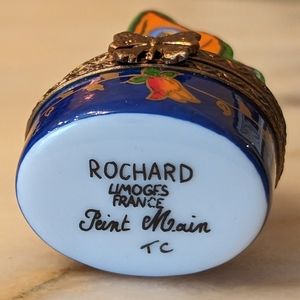 ROCHARD
LIMOGES
FRANCE
Peint Main
TC